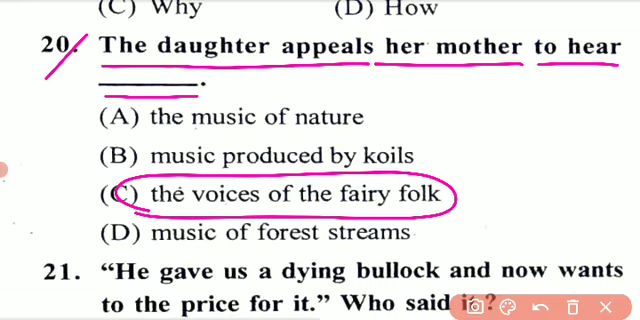 (C) Why (D) How
20. The daughter appeals her mother to hear
________.
(A) the music of nature
(B) music produced by koils
(C) the voices of the fairy folk
(D) music of forest streams
21. "He gave us a dying bullock and now wants
to the price for it." Who said it?